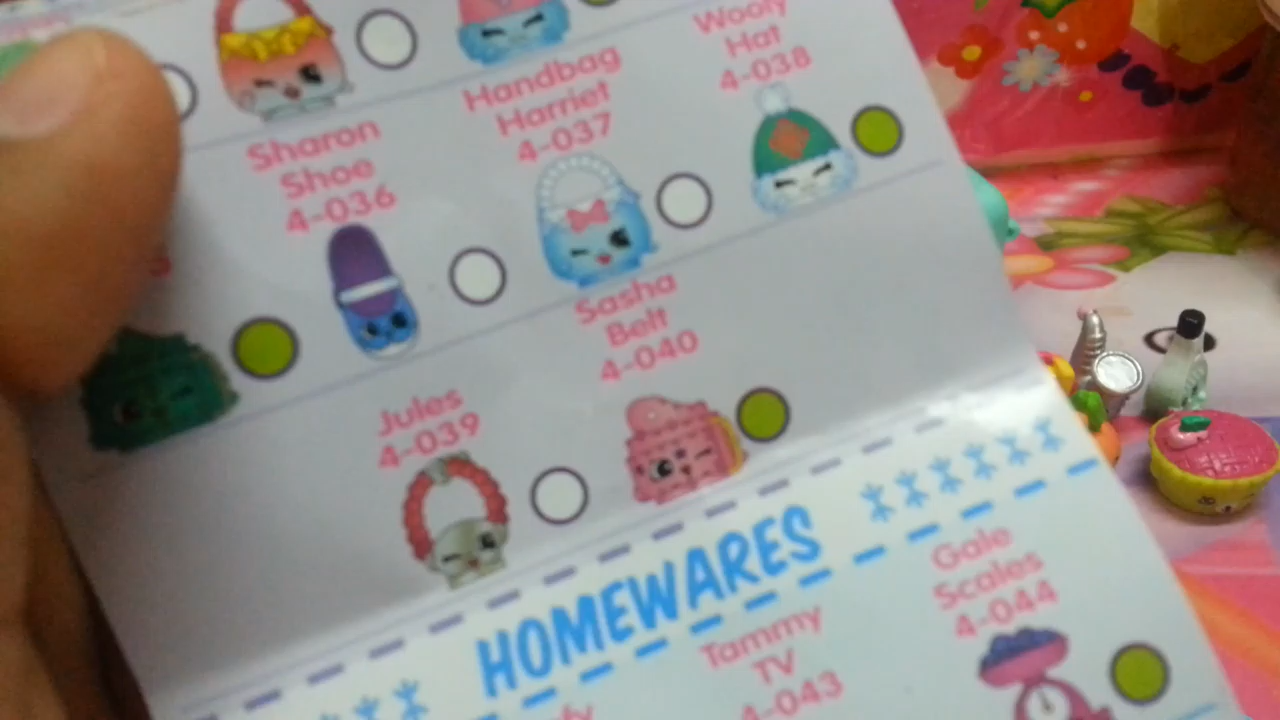 Wooly
Hat
4-038
Handbag
Harriet
4-037
Sharon
Shoe
4-036
Sasha
Belt
4-040
Jules
4-039
HOMEWARES
Gale
Scales
4-044
Tammy
TV
4-043